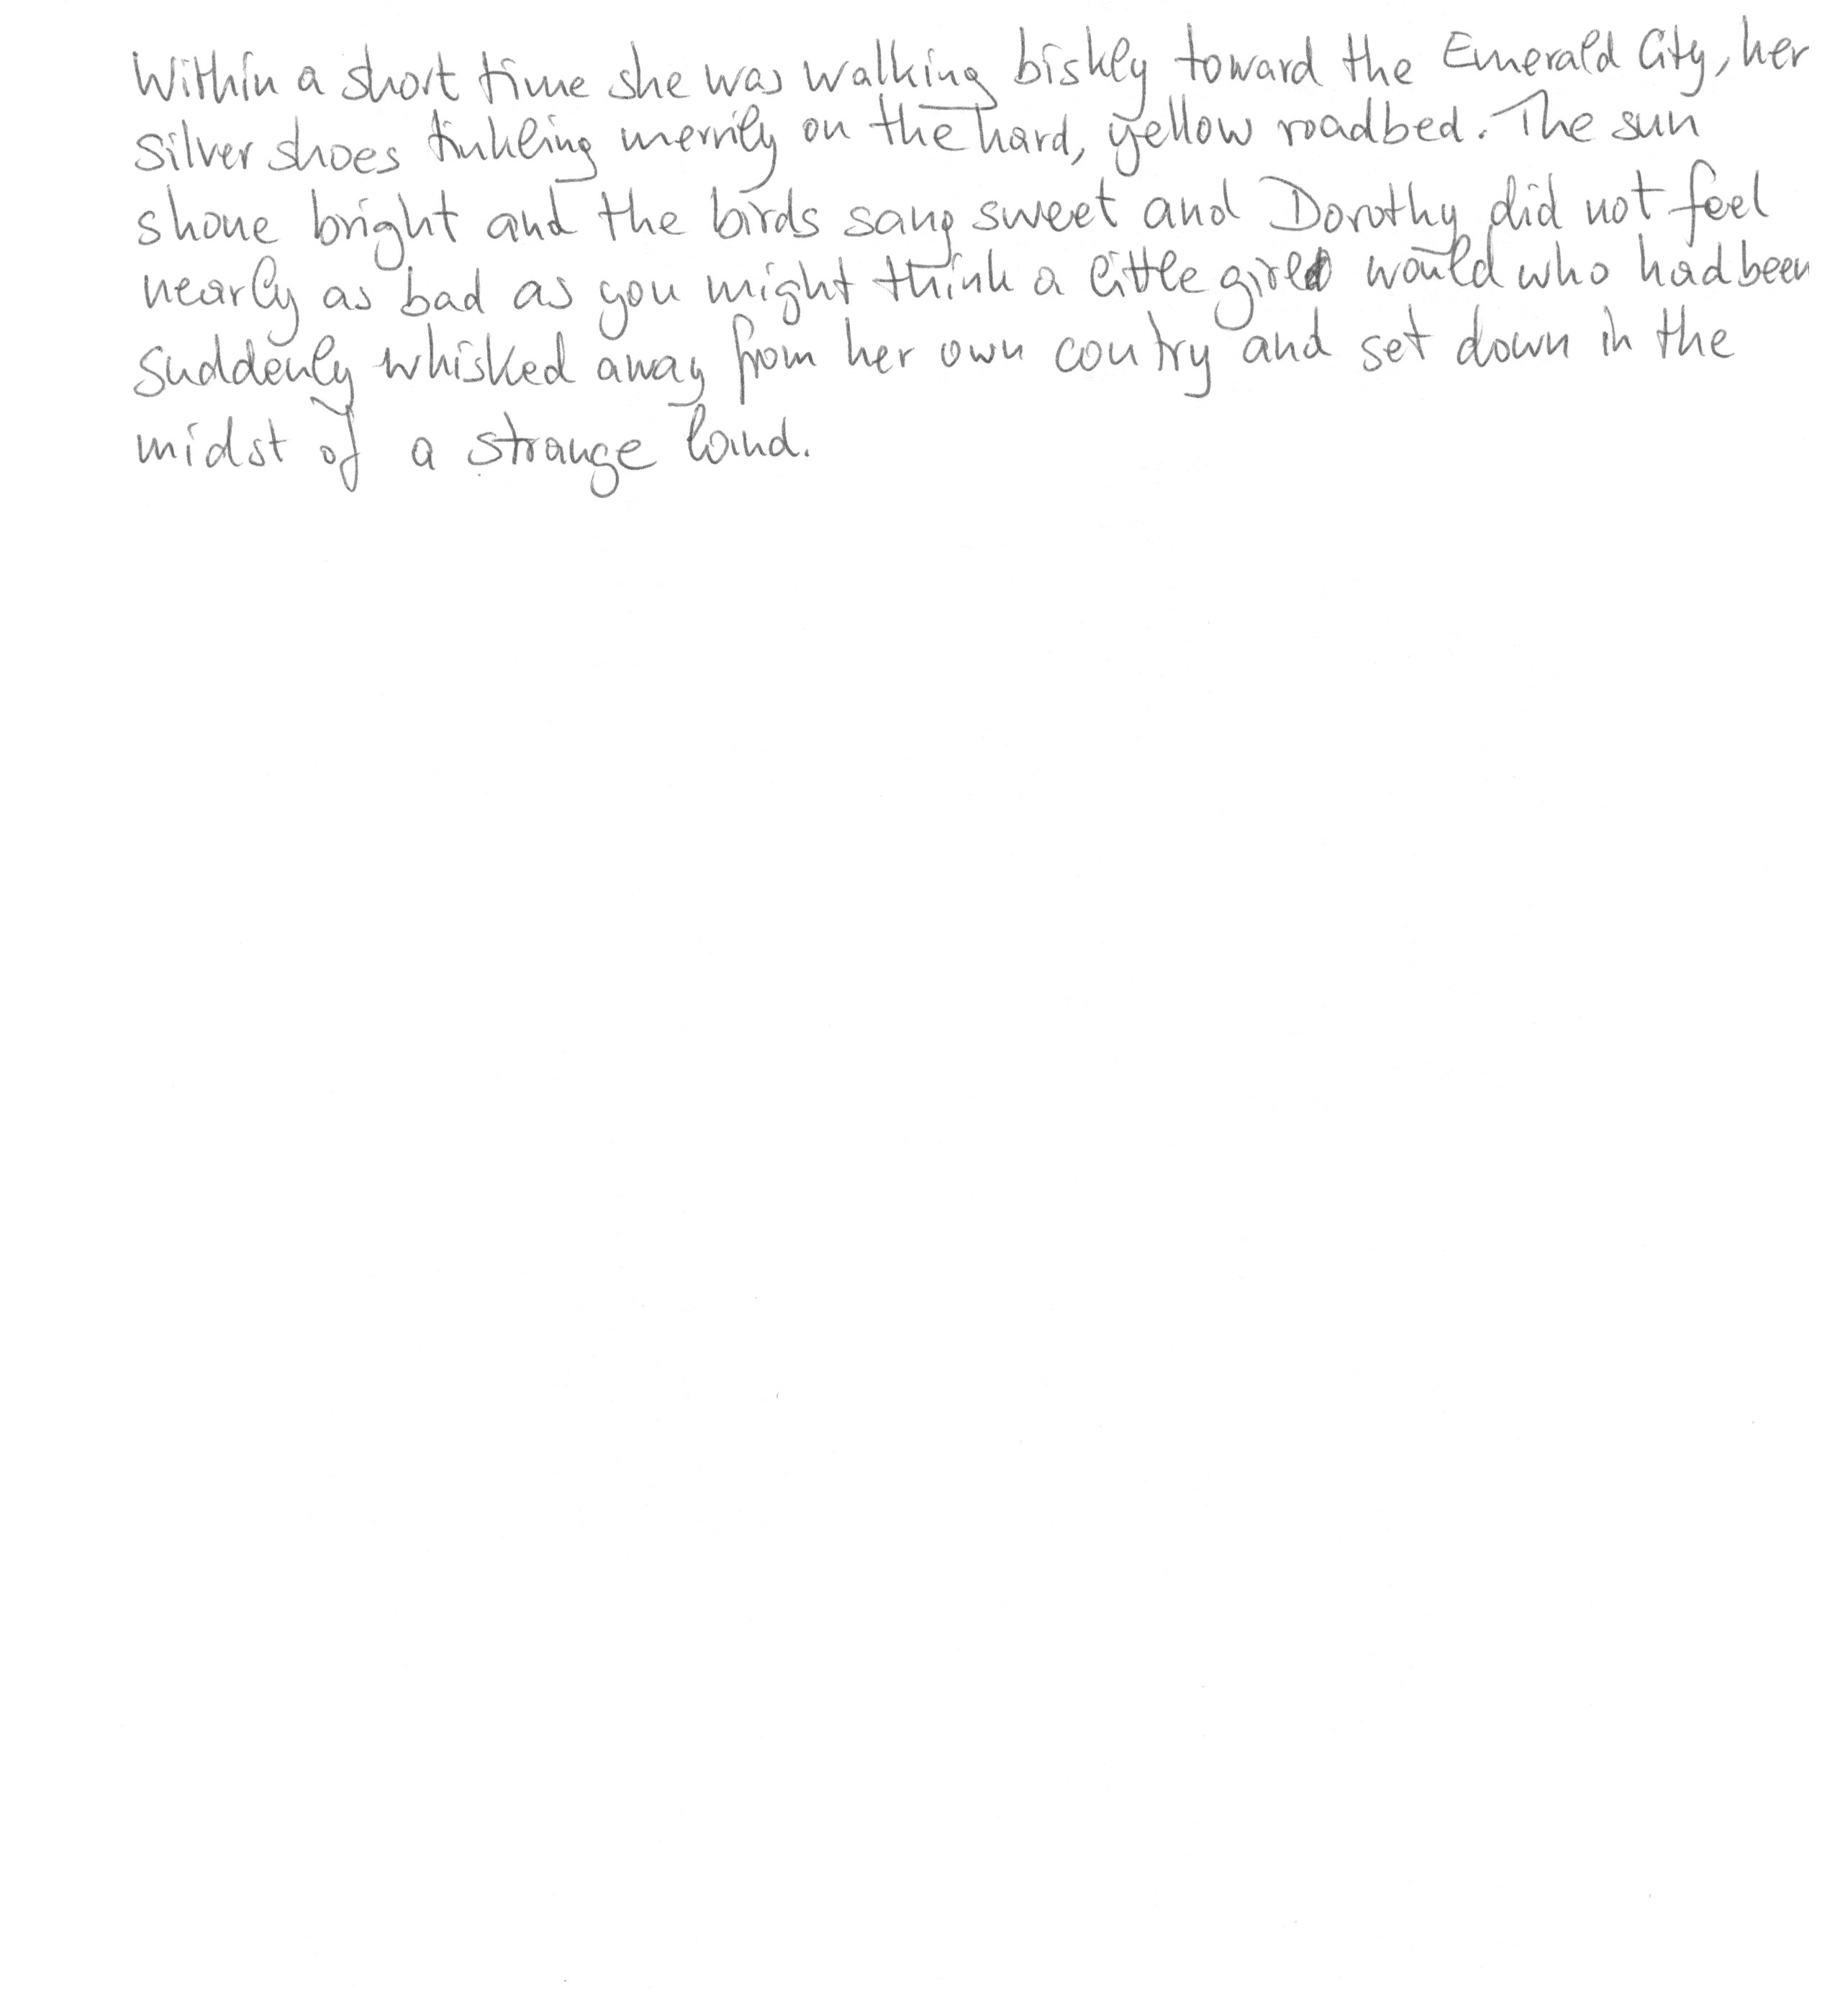 Within a short time she was walking biskly toward the Emerald City, her
silver shoes tinkling merrily on the hard, yellow roadbed. The sun
shone bright and the birds sang sweet and Dorothy did not feel
nearly as bad as you might think a little girl would who had been
suddenly whisked away from her own coutry and set down in the
midst of a strange land.